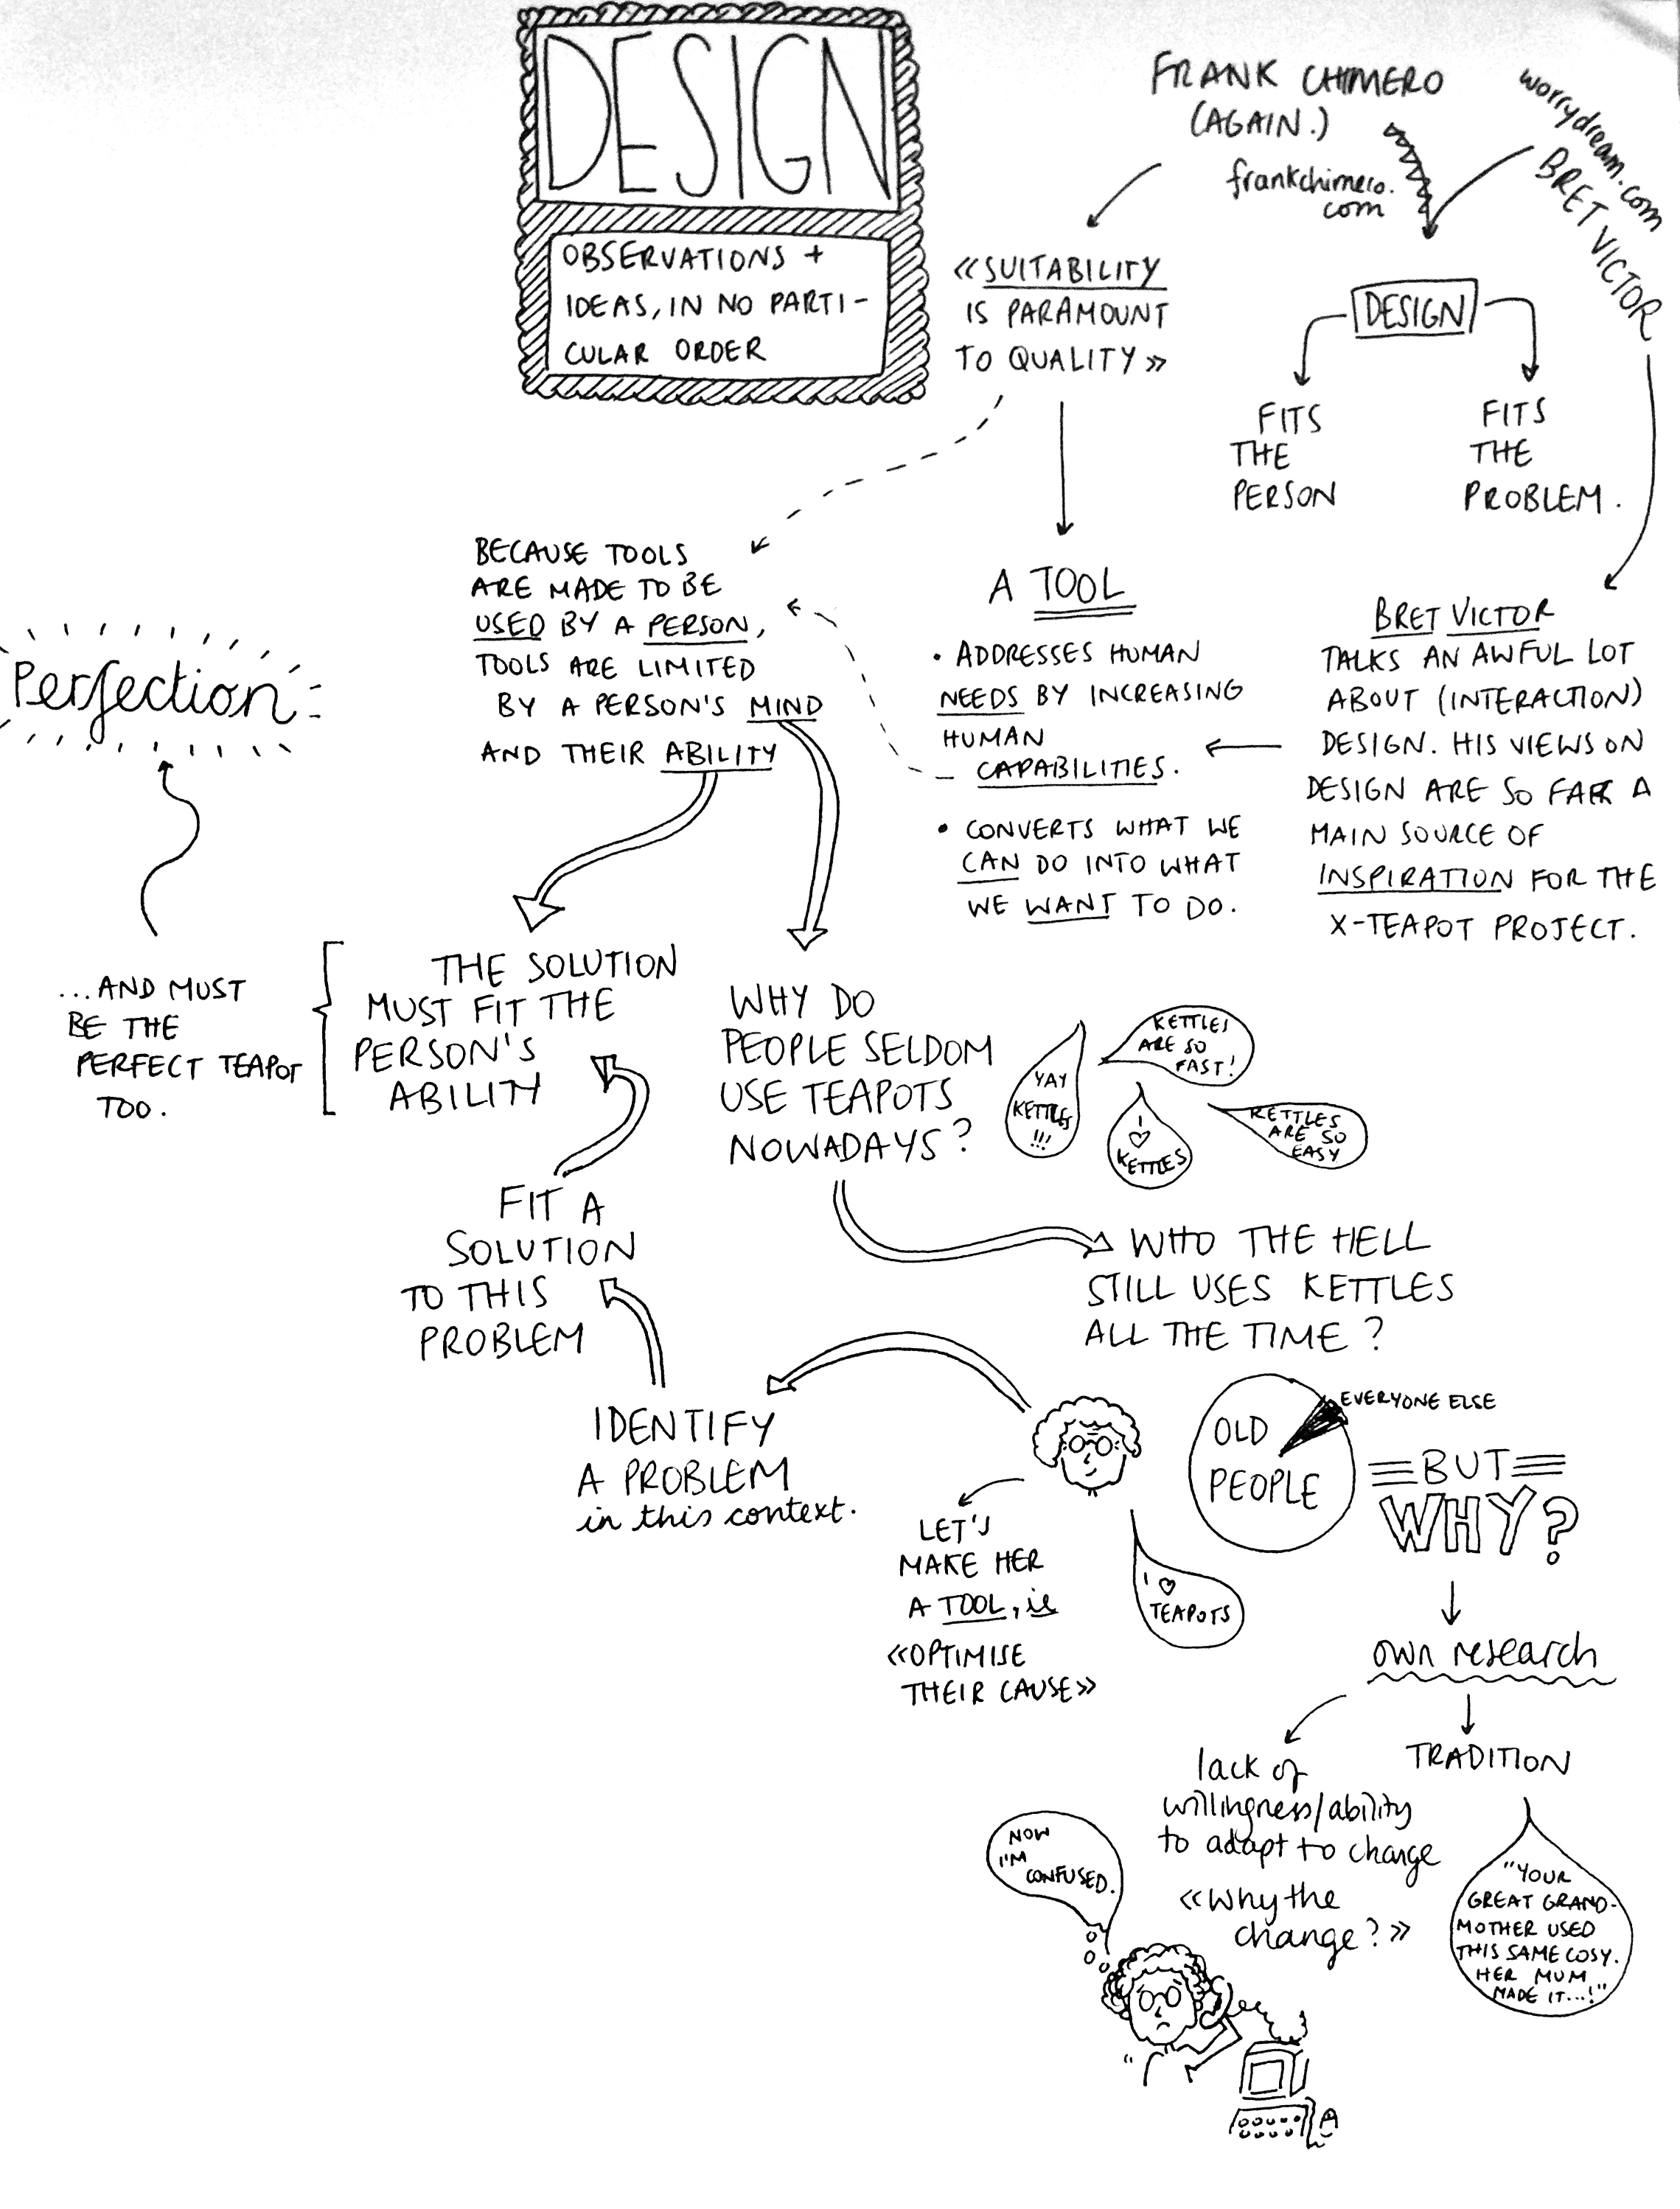 DESIGN
OBSERVATIONS +
IDEAS, IN NO PARTI-
CULAR ORDER
FRANK CHIMERO
(AGAIN.)
frankchimero.
com
worrydream.com
BRET VICTOR
«SUITABILITY
IS PARAMOUNT
TO QUALITY»
DESIGN
FITS
THE
PERSON
FITS
THE
PROBLEM.
BECAUSE TOOLS
ARE MADE TO BE
USED BY A PERSON,
TOOLS ARE LIMITED
BY A PERSON'S MIND
AND THEIR ABILITY
A TOOL
• ADDRESSES HUMAN
NEEDS BY INCREASING
HUMAN
CAPABILITIES.
• CONVERTS WHAT WE
CAN DO INTO WHAT
WE WANT TO DO.
BRET VICTOR
TALKS AN AWFUL LOT
ABOUT (INTERACTION)
DESIGN. HIS VIEWS ON
DESIGN ARE SO FAR A
MAIN SOURCE OF
INSPIRATION FOR THE
X-TEAPOT PROJECT.
Perfection
...AND MUST
BE THE
PERFECT TEAPOT
TOO.
THE SOLUTION
MUST FIT THE
PERSON'S
ABILITY
WHY DO
PEOPLE SELDOM
USE TEAPOTS
NOWADAYS?
YAY
KETTLES
!!!
KETTLES
ARE SO
FAST!
I
♡
KETTLES
KETTLES
ARE SO
EASY
FIT A
SOLUTION
TO THIS
PROBLEM
WHO THE HELL
STILL USES KETTLES
ALL THE TIME?
IDENTIFY
A PROBLEM
in this context.
OLD
PEOPLE
EVERYONE ELSE
BUT
WHY?
LET'S
MAKE HER
A TOOL, ie
«OPTIMISE
THEIR CAUSE»
I ♡
TEAPOTS
own research
lack of
willingness/ability
to adapt to change
«Why the
change?»
TRADITION
"YOUR
GREAT GRAND-
MOTHER USED
THIS SAME COSY.
HER MUM
MADE IT...!"
NOW
I'M
CONFUSED.